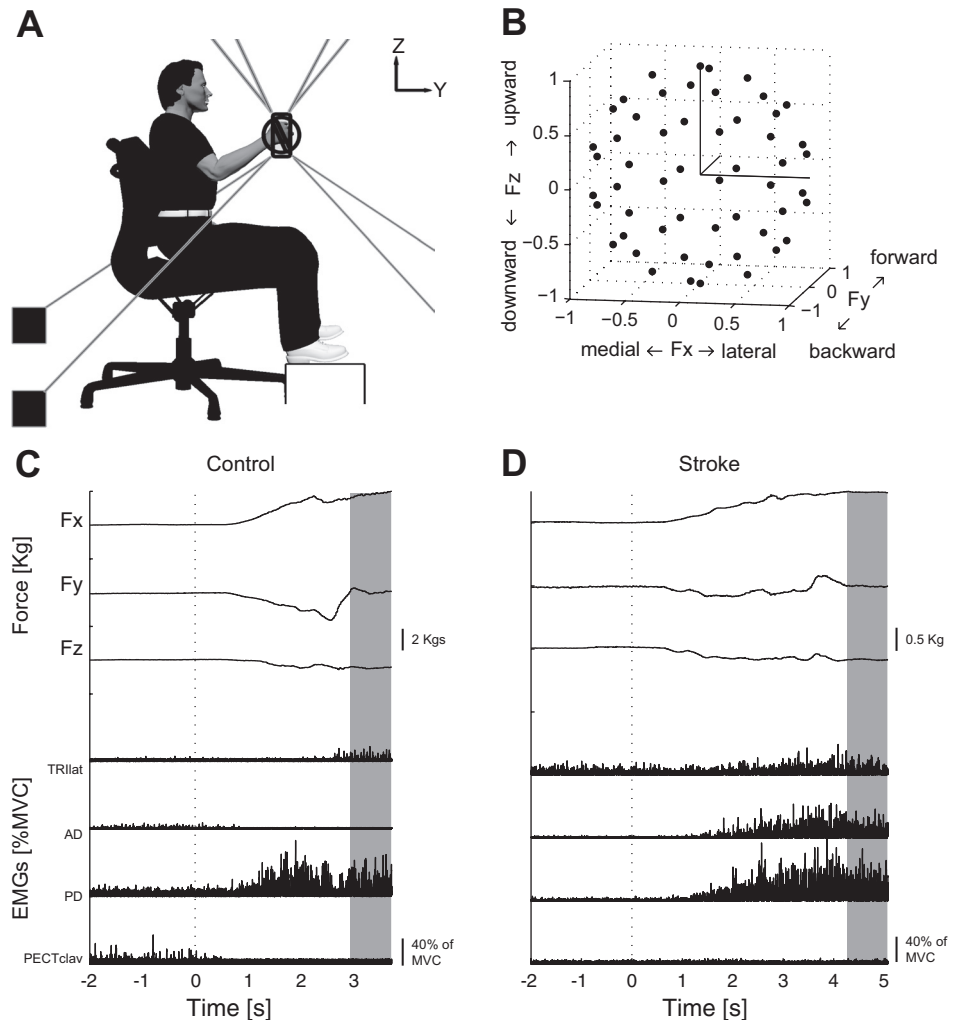 A
Z
Y
B
downward ← Fz → upward
1
0.5
0
−0.5
−1
−1 -0.5 0 0.5 1
medial ← Fx → lateral
−1 0 1
backward ← Fy → forward
C
Control
Force [Kg]
Fx
Fy
Fz
2 Kgs
EMGs [%MVC]
TRIlat
AD
PD
PECTclav
40% of
MVC
-2 -1 0 1 2 3
Time [s]
D
Stroke
0.5 Kg
40% of
MVC
-2 -1 0 1 2 3 4 5
Time [s]